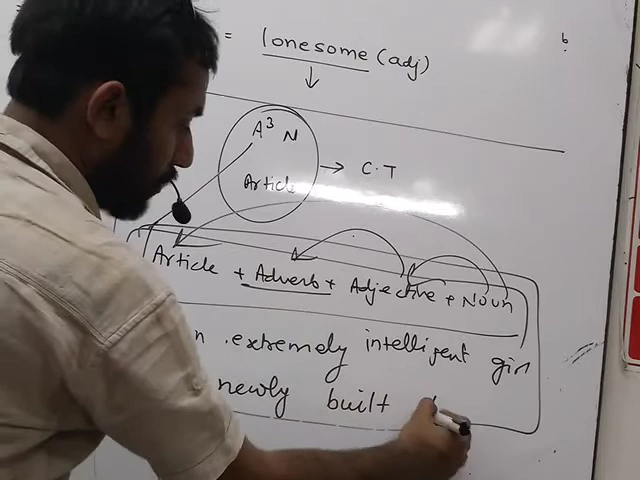 = lonesome (adj)
A³ N
Article → C.T
Article + Adverb + Adjective + Noun
n extremely intelligent girl
newly built